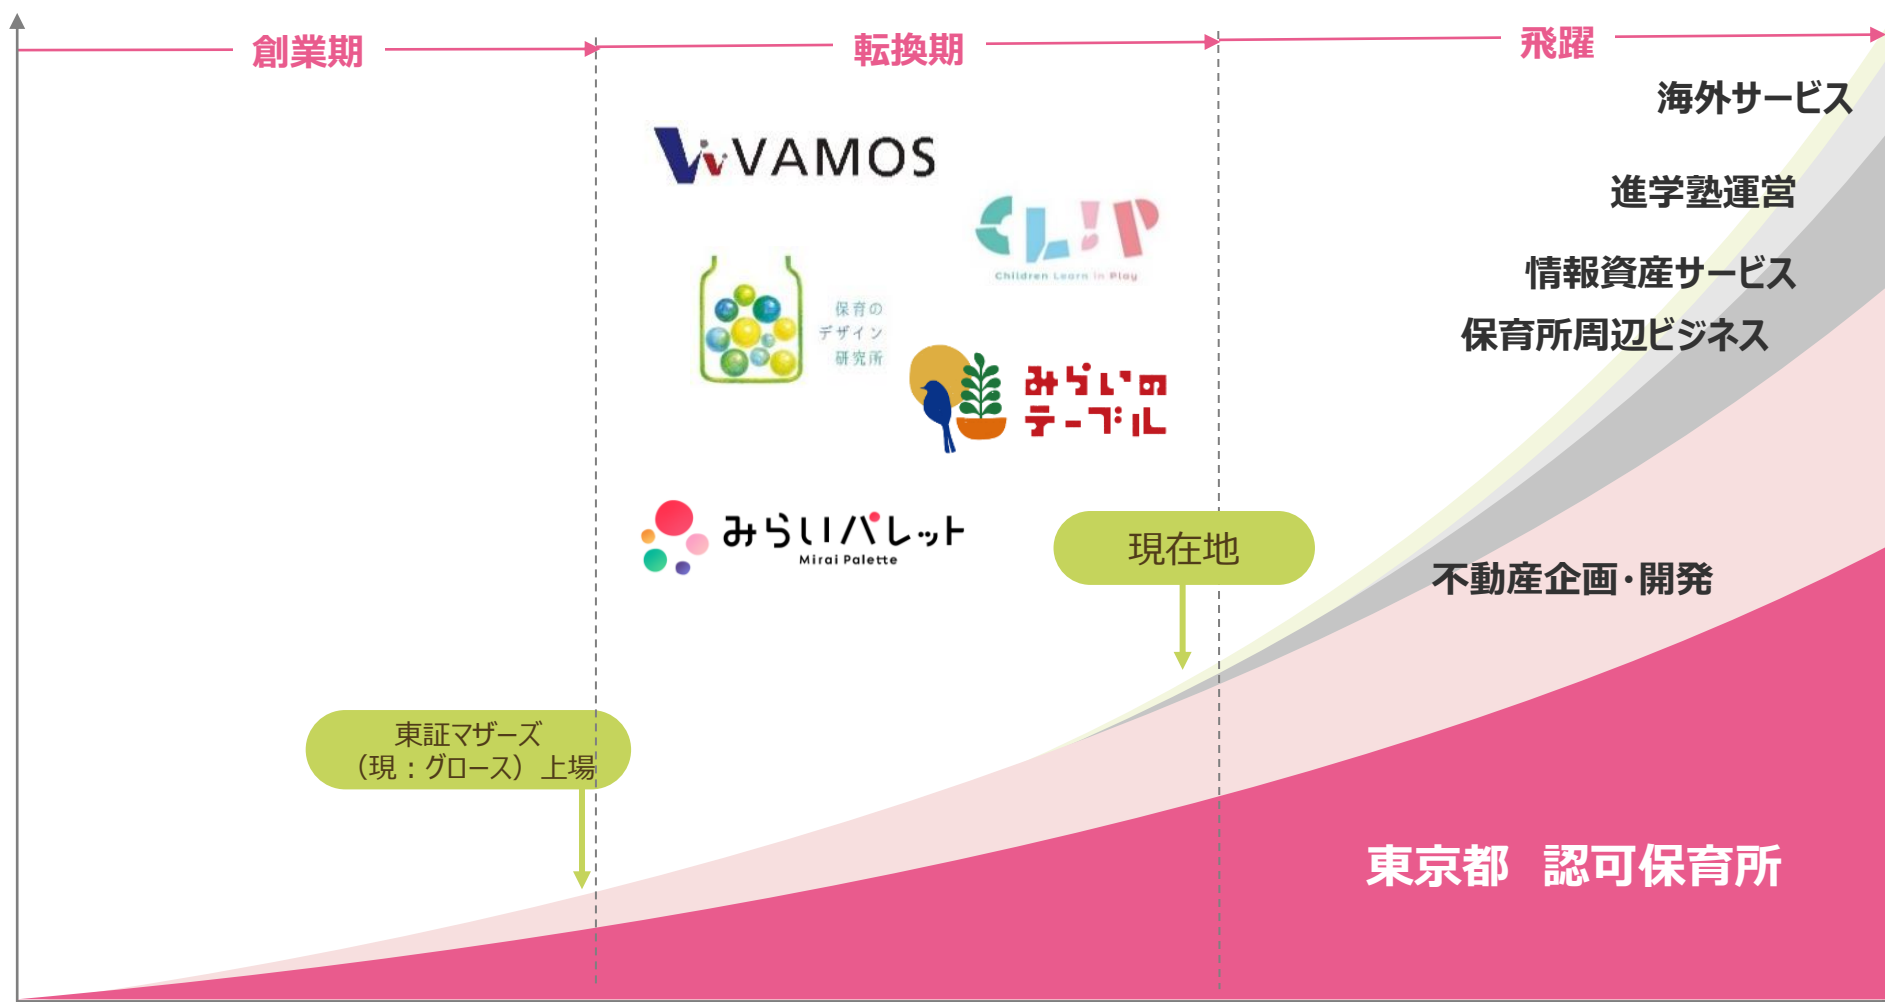 創業期
転換期
飛躍
海外サービス
VAMOS
進学塾運営
CL!P
Children Learn in Play
情報資産サービス
保育の
デザイン
研究所
保育所周辺ビジネス
みらいの
テーブル
みらいパレット
Mirai Palette
現在地
不動産企画・開発
東証マザーズ
（現：グロース）上場
東京都　認可保育所